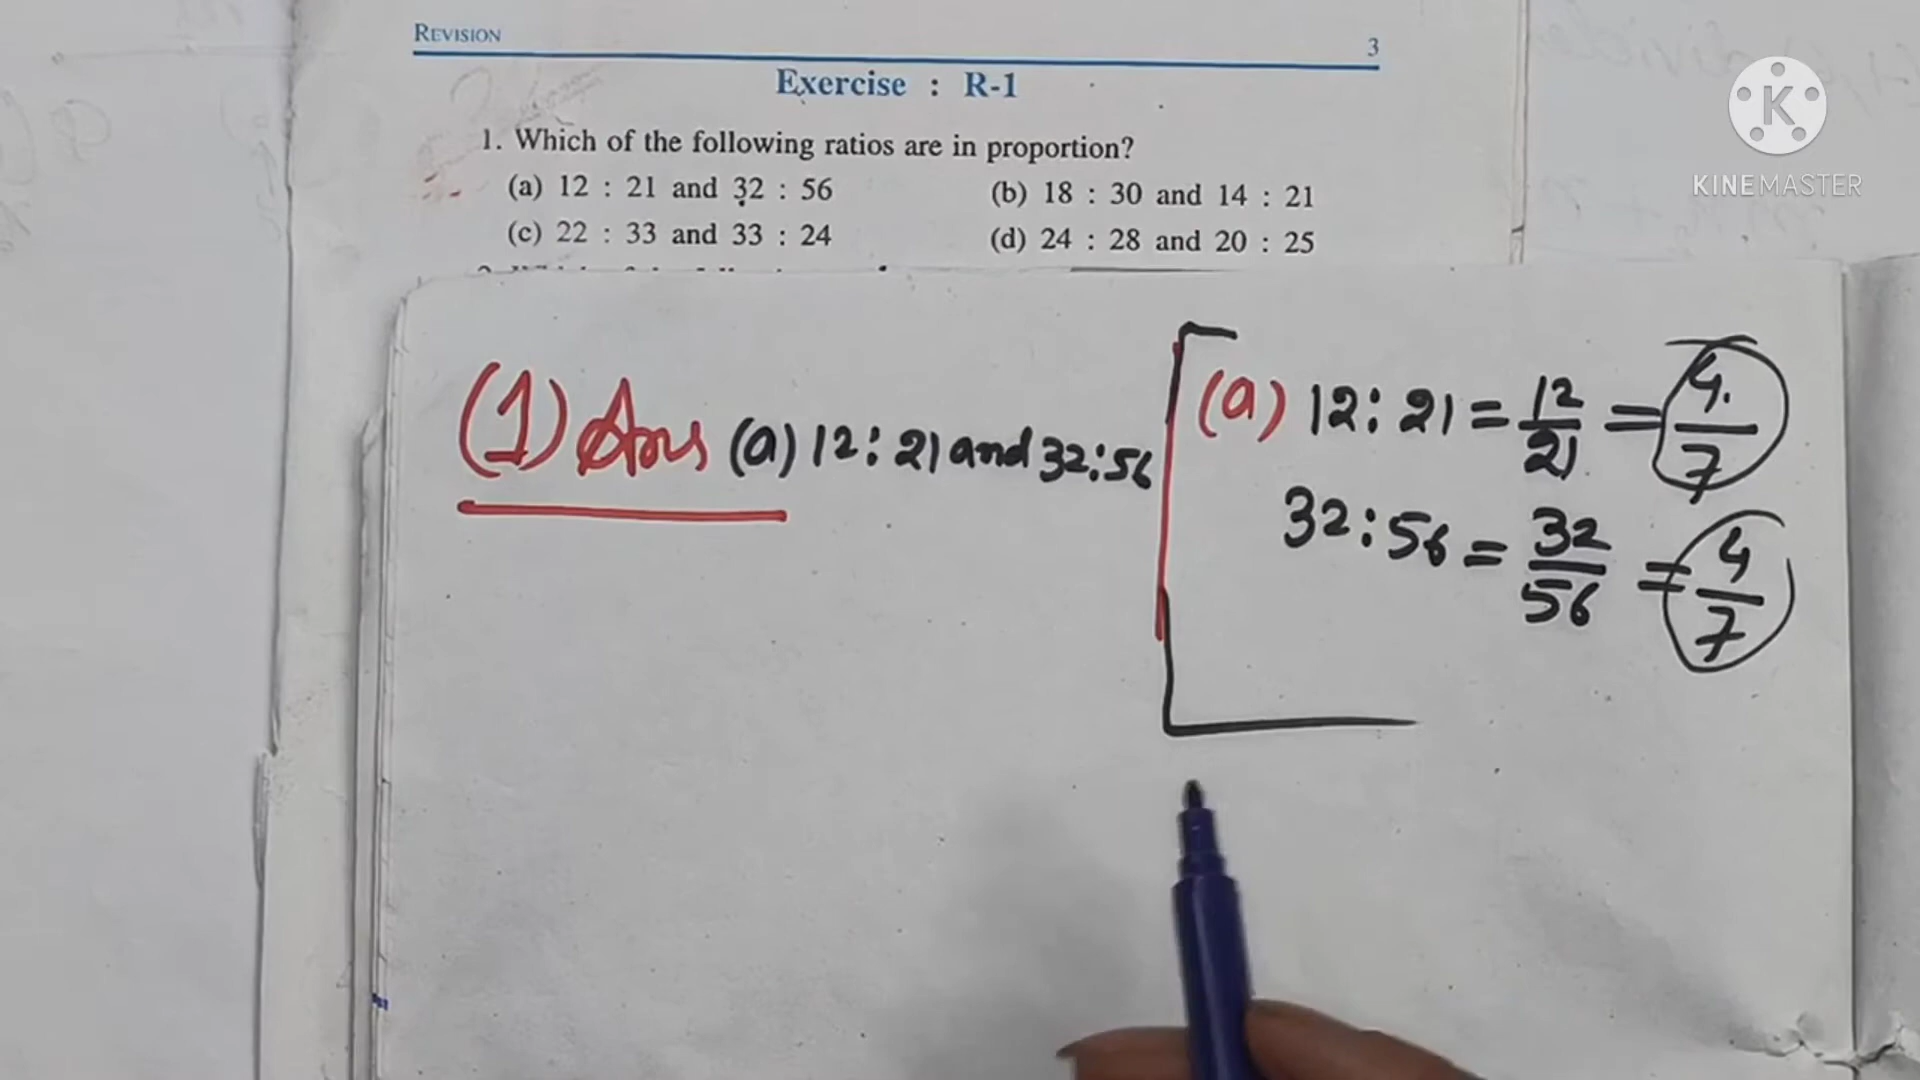 REVISION 3
Exercise : R-1
1. Which of the following ratios are in proportion?
(a) 12 : 21 and 32 : 56 (b) 18 : 30 and 14 : 21
(c) 22 : 33 and 33 : 24 (d) 24 : 28 and 20 : 25
K
KINEMASTER
(1) Ans (a) 12 : 21 and 32 : 56
(a) 12 : 21 = 12/21 = 4/7
32 : 56 = 32/56 = 4/7